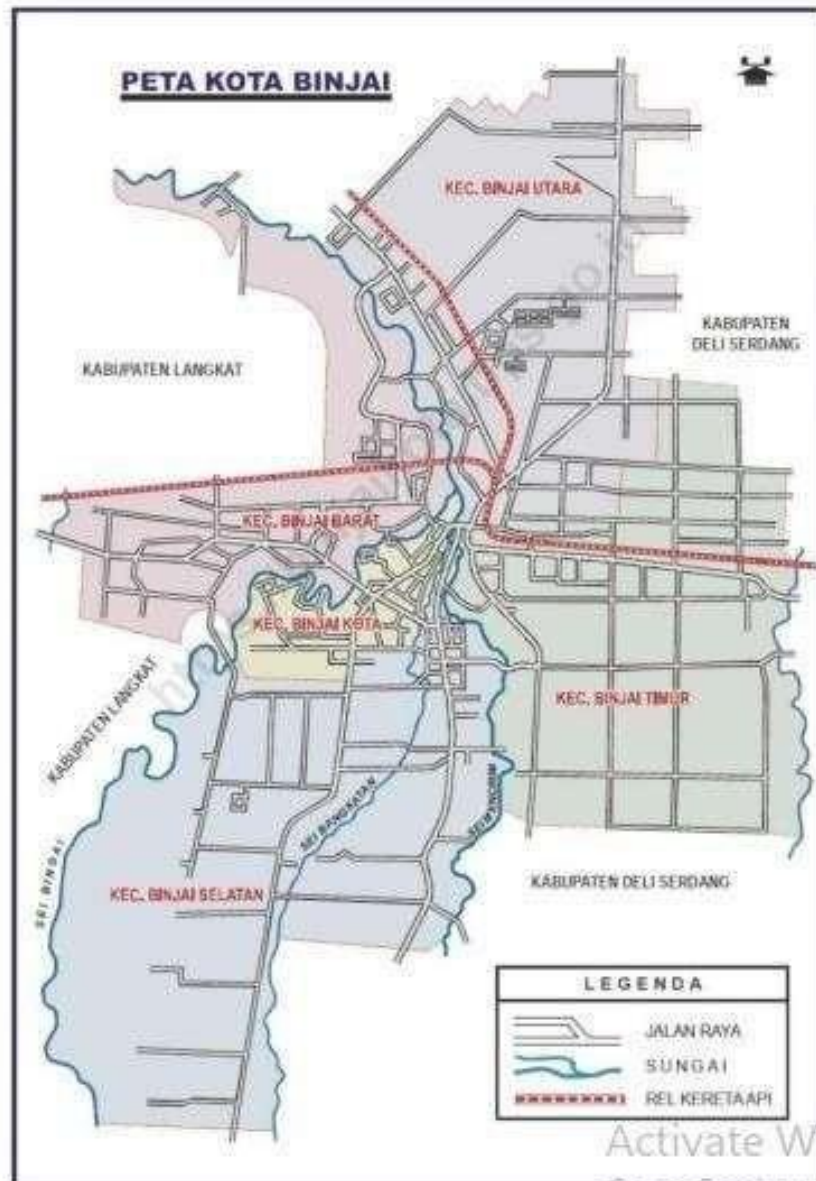 PETA KOTA BINJAI
KEC. BINJAI UTARA
KABUPATEN
DELI SERDANG
KABUPATEN LANGKAT
KEC. BINJAI BARAT
KEC. BINJAI KOTA
KABUPATEN LANGKAT
KEC. BINJAI TIMUR
SEI BANGKATAN
SEI BINGAI
KEC. BINJAI SELATAN
KABUPATEN DELI SERDANG
LEGENDA
JALAN RAYA
SUNGAI
REL KERETA API
Activate W